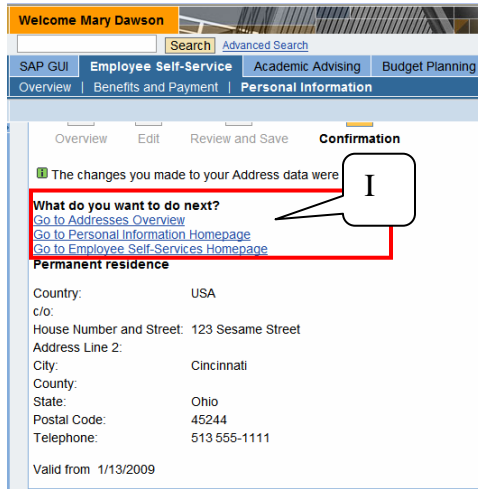 Welcome Mary Dawson
Search Advanced Search
SAP GUI Employee Self-Service Academic Advising Budget Planning
Overview | Benefits and Payment | Personal Information
Overview Edit Review and Save Confirmation
The changes you made to your Address data were
I
What do you want to do next?
Go to Addresses Overview
Go to Personal Information Homepage
Go to Employee Self-Services Homepage
Permanent residence
Country: USA
c/o:
House Number and Street: 123 Sesame Street
Address Line 2:
City: Cincinnati
County:
State: Ohio
Postal Code: 45244
Telephone: 513 555-1111
Valid from 1/13/2009